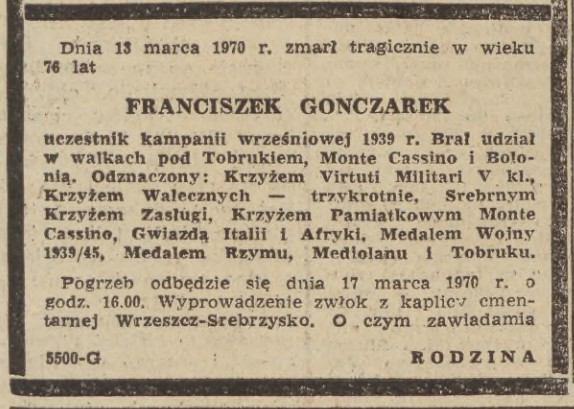 Dnia 13 marca 1970 r. zmarł tragicznie w wieku
76 lat
FRANCISZEK GONCZAREK
uczestnik kampanii wrześniowej 1939 r. Brał udział
w walkach pod Tobrukiem, Monte Cassino i Bolo-
nią. Odznaczony: Krzyżem Virtuti Militari V kl.,
Krzyżem Walecznych — trzykrotnie, Srebrnym
Krzyżem Zasługi, Krzyżem Pamiatkowym Monte
Cassino, Gwiazdą Italii i Afryki, Medalem Wojny
1939/45, Medalem Rzymu, Mediolanu i Tobruku.
Pogrzeb odbędzie się dnia 17 marca 1970 r. o
godz. 16.00. Wyprowadzenie zwłok z kaplicy cmen-
tarnej Wrzeszcz-Srebrzysko. O czym zawiadamia
5500-G RODZINA